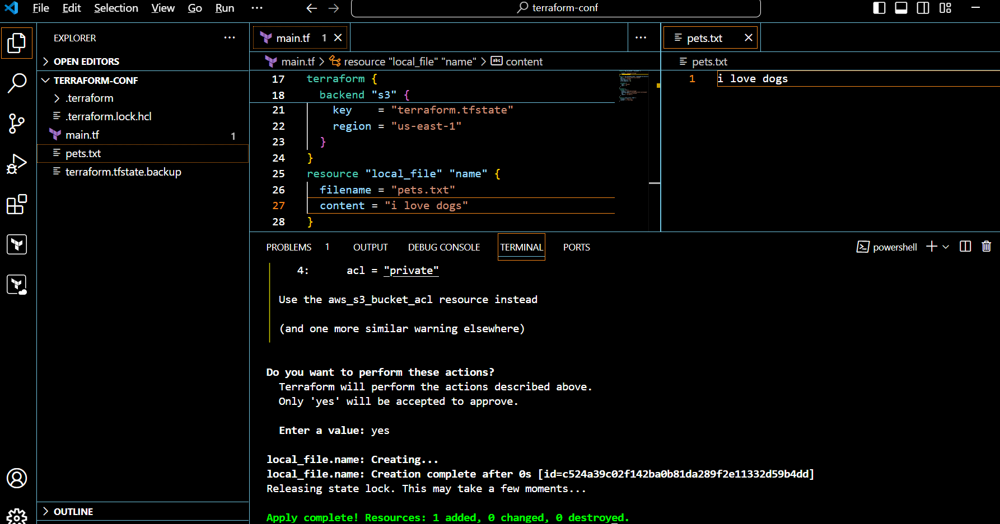 File Edit Selection View Go Run ··· terraform-conf
EXPLORER ···
OPEN EDITORS
TERRAFORM-CONF
.terraform
.terraform.lock.hcl
main.tf 1
pets.txt
terraform.tfstate.backup
OUTLINE
main.tf 1 ···
main.tf > resource "local_file" "name" > abc content
17 terraform {
18 backend "s3" {
21 key = "terraform.tfstate"
22 region = "us-east-1"
23 }
24 }
25 resource "local_file" "name" {
26 filename = "pets.txt"
27 content = "i love dogs"
28 }
pets.txt
pets.txt
1 i love dogs
PROBLEMS 1 OUTPUT DEBUG CONSOLE TERMINAL PORTS powershell
4: acl = "private"
Use the aws_s3_bucket_acl resource instead
(and one more similar warning elsewhere)
Do you want to perform these actions?
Terraform will perform the actions described above.
Only 'yes' will be accepted to approve.
Enter a value: yes
local_file.name: Creating...
local_file.name: Creation complete after 0s [id=c524a39c02f142ba0b81da289f2e11332d59b4dd]
Releasing state lock. This may take a few moments...
Apply complete! Resources: 1 added, 0 changed, 0 destroyed.